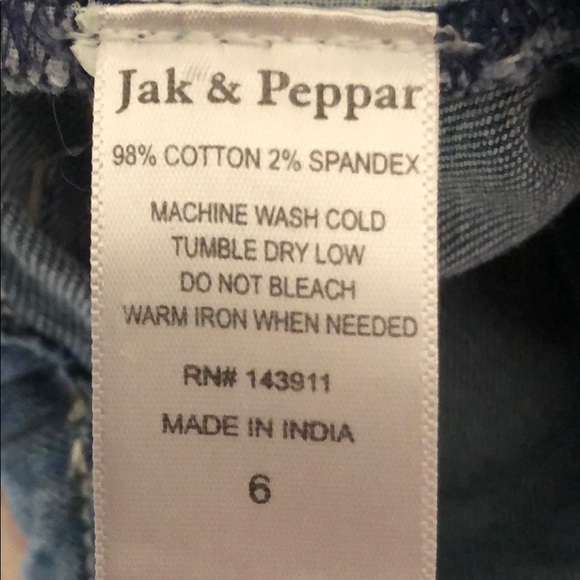 Jak & Peppar
98% COTTON 2% SPANDEX
MACHINE WASH COLD
TUMBLE DRY LOW
DO NOT BLEACH
WARM IRON WHEN NEEDED
RN# 143911
MADE IN INDIA
6